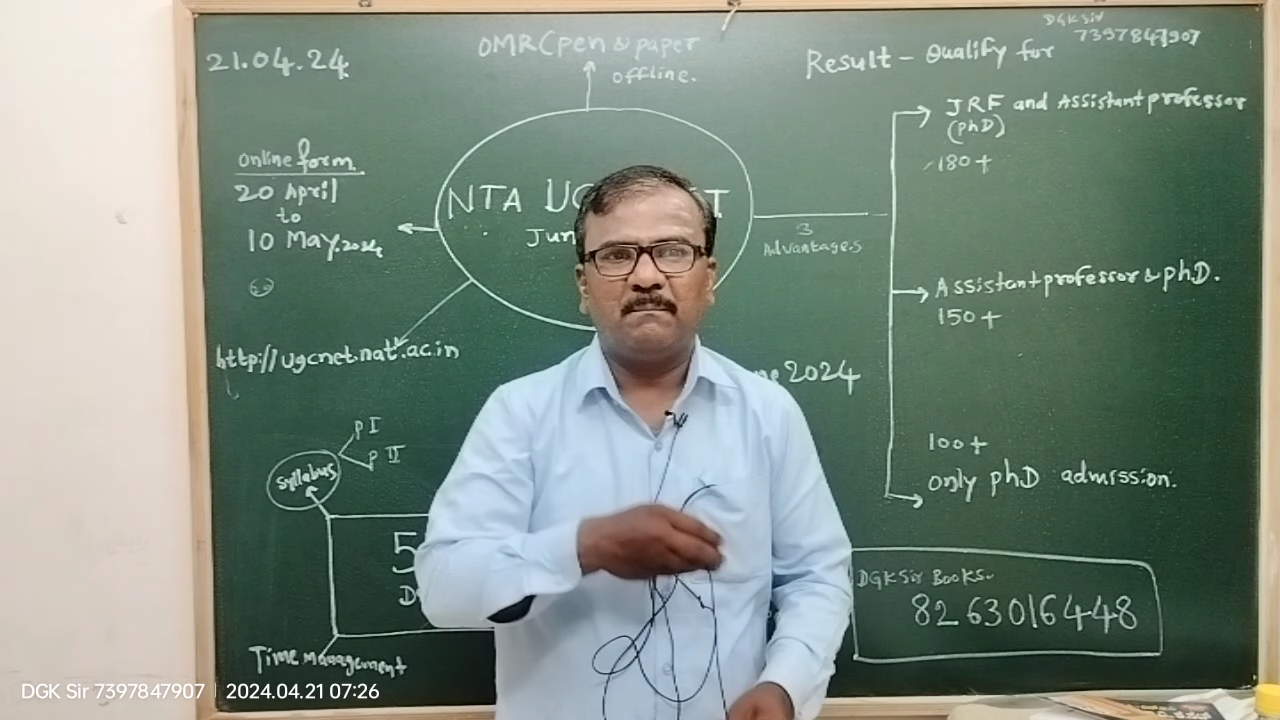 21.04.24
OMR (pen & paper
offline.
DGK Sir
7397847907
Result - Qualify for
online form
20 April
to
10 May.2024
NTA
Jun
3
Advantages
JRF and Assistant professor
(phD)
180+
Assistant professor & phD.
150+
http://ugcnet.nat.ac.in
2024
100+
only phD admission.
syllabus
P I
P II
5
D
Time management
DGK Sir Books.
8263016448
DGK Sir 7397847907 | 2024.04.21 07:26